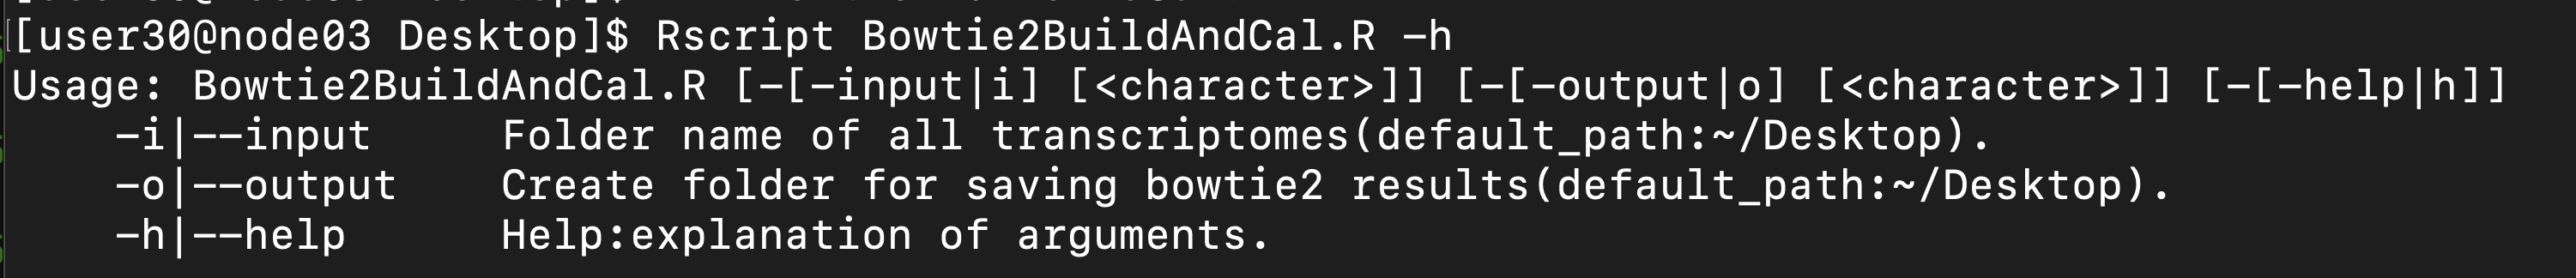 [user30@node03 Desktop]$ Rscript Bowtie2BuildAndCal.R -h
Usage: Bowtie2BuildAndCal.R [-[-input|i] [<character>]] [-[-output|o] [<character>]] [-[-help|h]]
    -i|--input     Folder name of all transcriptomes(default_path:~/Desktop).
    -o|--output    Create folder for saving bowtie2 results(default_path:~/Desktop).
    -h|--help      Help:explanation of arguments.